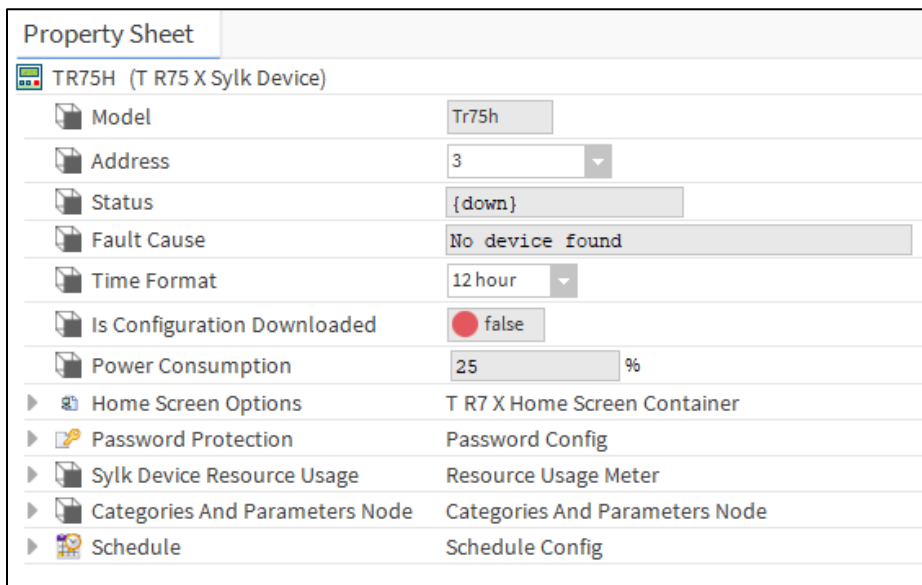 Property Sheet
TR75H (T R75 X Sylk Device)
Model Tr75h
Address 3
Status {down}
Fault Cause No device found
Time Format 12 hour
Is Configuration Downloaded false
Power Consumption 25 %
Home Screen Options T R7 X Home Screen Container
Password Protection Password Config
Sylk Device Resource Usage Resource Usage Meter
Categories And Parameters Node Categories And Parameters Node
Schedule Schedule Config